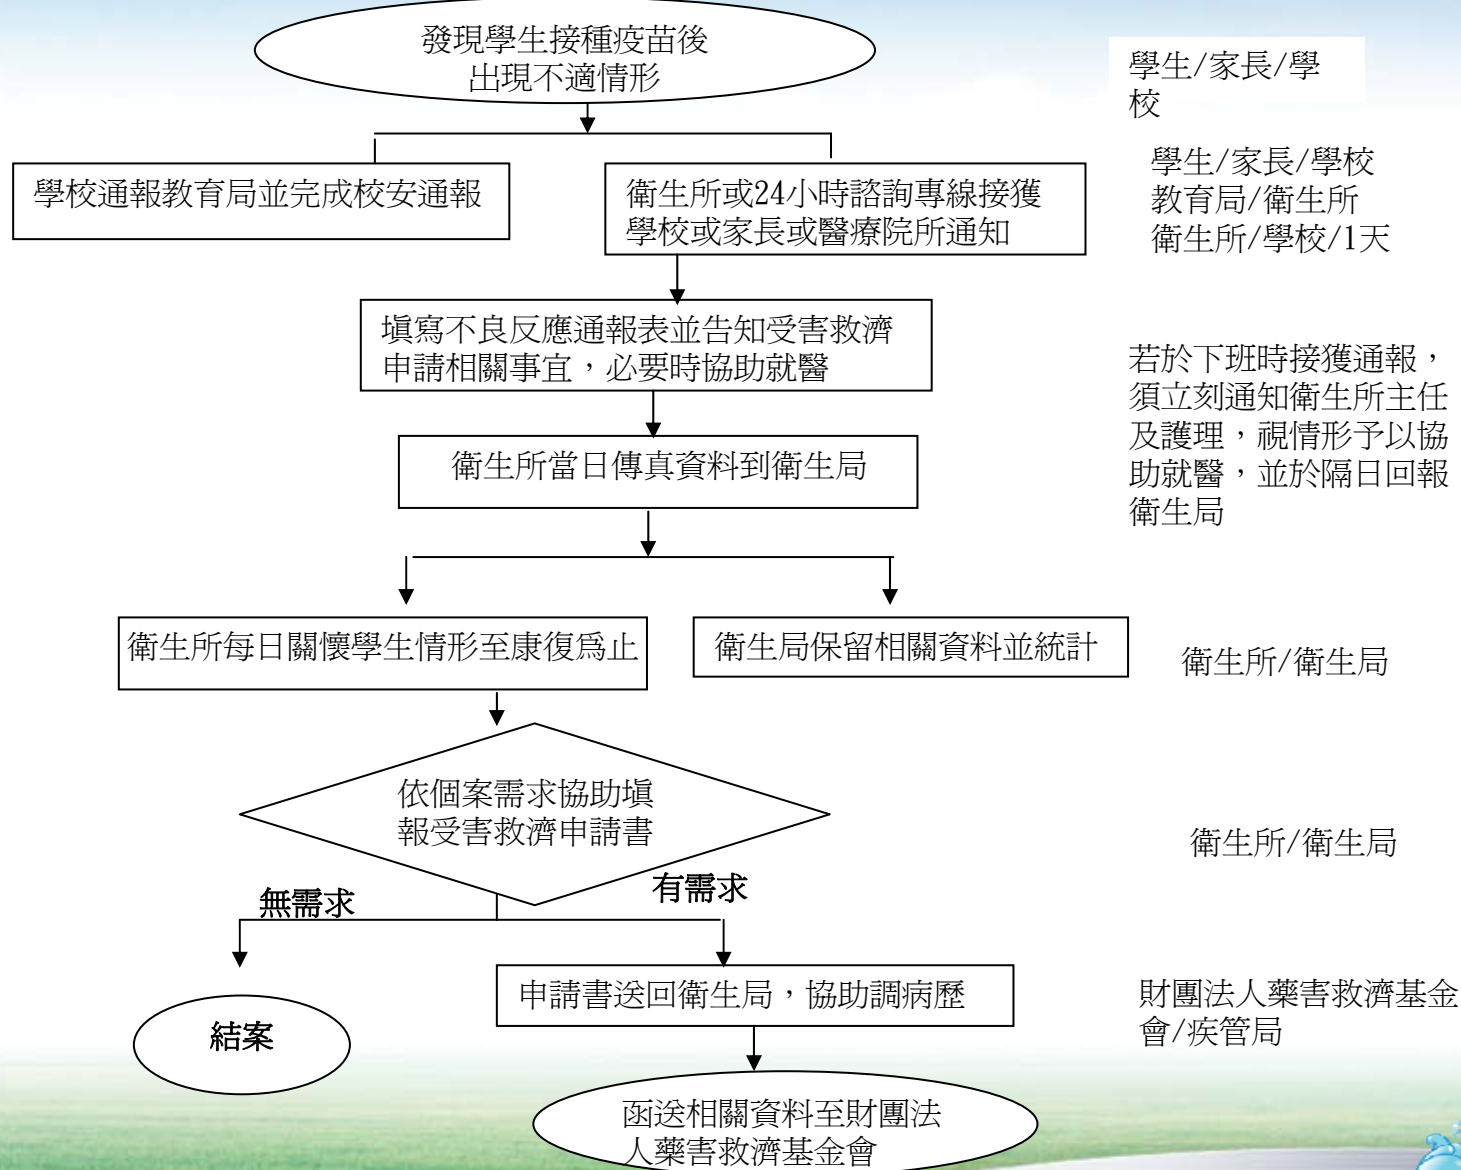 發現學生接種疫苗後
出現不適情形
學生/家長/學
校
學校通報教育局並完成校安通報
衛生所或24小時諮詢專線接獲
學校或家長或醫療院所通知
學生/家長/學校
教育局/衛生所
衛生所/學校/1天
填寫不良反應通報表並告知受害救濟
申請相關事宜，必要時協助就醫
若於下班時接獲通報，
須立刻通知衛生所主任
及護理，視情形予以協
助就醫，並於隔日回報
衛生局
衛生所當日傳真資料到衛生局
衛生所每日關懷學生情形至康復為止
衛生局保留相關資料並統計
衛生所/衛生局
依個案需求協助填
報受害救濟申請書
衛生所/衛生局
無需求
有需求
結案
申請書送回衛生局，協助調病歷
財團法人藥害救濟基金
會/疾管局
函送相關資料至財團法
人藥害救濟基金會